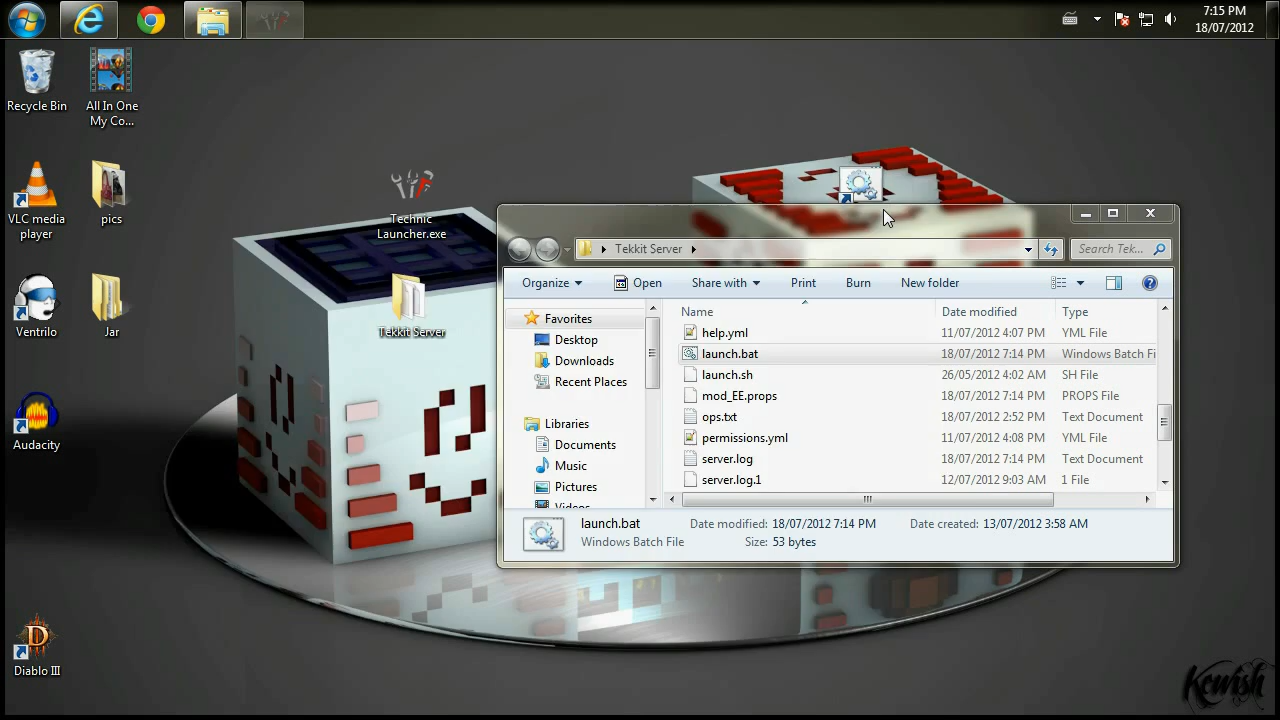 7:15 PM
18/07/2012
Recycle Bin
All In One
My Co...
VLC media
player
pics
Ventrilo
Jar
Audacity
Diablo III
Technic
Launcher.exe
Tekkit Server
Tekkit Server
Search Tek...
Organize
Open
Share with
Print
Burn
New folder
Favorites
Desktop
Downloads
Recent Places
Libraries
Documents
Music
Pictures
Videos
Name Date modified Type
help.yml 11/07/2012 4:07 PM YML File
launch.bat 18/07/2012 7:14 PM Windows Batch Fi
launch.sh 26/05/2012 4:02 AM SH File
mod_EE.props 18/07/2012 7:14 PM PROPS File
ops.txt 18/07/2012 2:52 PM Text Document
permissions.yml 11/07/2012 4:08 PM YML File
server.log 18/07/2012 7:14 PM Text Document
server.log.1 12/07/2012 9:03 AM 1 File
launch.bat Date modified: 18/07/2012 7:14 PM Date created: 13/07/2012 3:58 AM
Windows Batch File Size: 53 bytes
Kewish